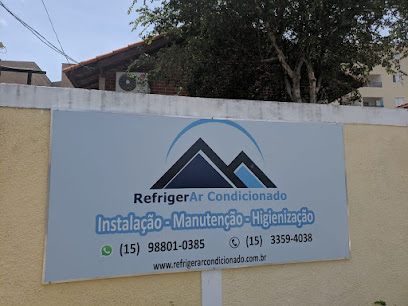 RefrigerAr Condicionado
Instalação - Manutenção - Higienização
(15) 98801-0385 (15) 3359-4038
www.refrigerarcondicionado.com.br